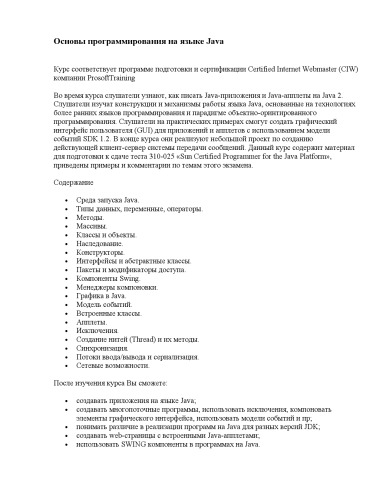 Основы программирования на языке Java
Курс соответствует программе подготовки и сертификации Certified Internet Webmaster (CIW)
компании ProsoftTraining
Во время курса слушатели узнают, как писать Java-приложения и Java-апплеты на Java 2.
Слушатели изучат конструкции и механизмы работы языка Java, основанные на технологиях
более ранних языков программирования и парадигме объектно-ориентированного
программирования. Слушатели на практических примерах смогут создать графический
интерфейс пользователя (GUI) для приложений и апплетов с использованием модели
событий SDK 1.2. В конце курса они реализуют небольшой проект по созданию
действующей клиент-сервер системы передачи сообщений. Данный курс содержит материал
для подготовки к сдаче теста 310-025 «Sun Certified Programmer for the Java Platform»,
приведены примеры и комментарии по темам этого экзамена.
Содержание
• Среда запуска Java.
• Типы данных, переменные, операторы.
• Методы.
• Массивы.
• Классы и объекты.
• Наследование.
• Конструкторы.
• Интерфейсы и абстрактные классы.
• Пакеты и модификаторы доступа.
• Компоненты Swing.
• Менеджеры компоновки.
• Графика в Java.
• Модель событий.
• Встроенные классы.
• Апплеты.
• Исключения.
• Создание нитей (Thread) и их методы.
• Синхронизация.
• Потоки ввода/вывода и сериализация.
• Сетевые возможности.
После изучения курса Вы сможете:
• создавать приложения на языке Java;
• создавать многопоточные программы, использовать исключения, компоновать
элементы графического интерфейса, использовать модели событий и пр;
• понимать различие в реализации программ на Java для разных версий JDK;
• создавать web-страницы с встроенными Java-апплетами;
• использовать SWING компоненты в программах на Java.